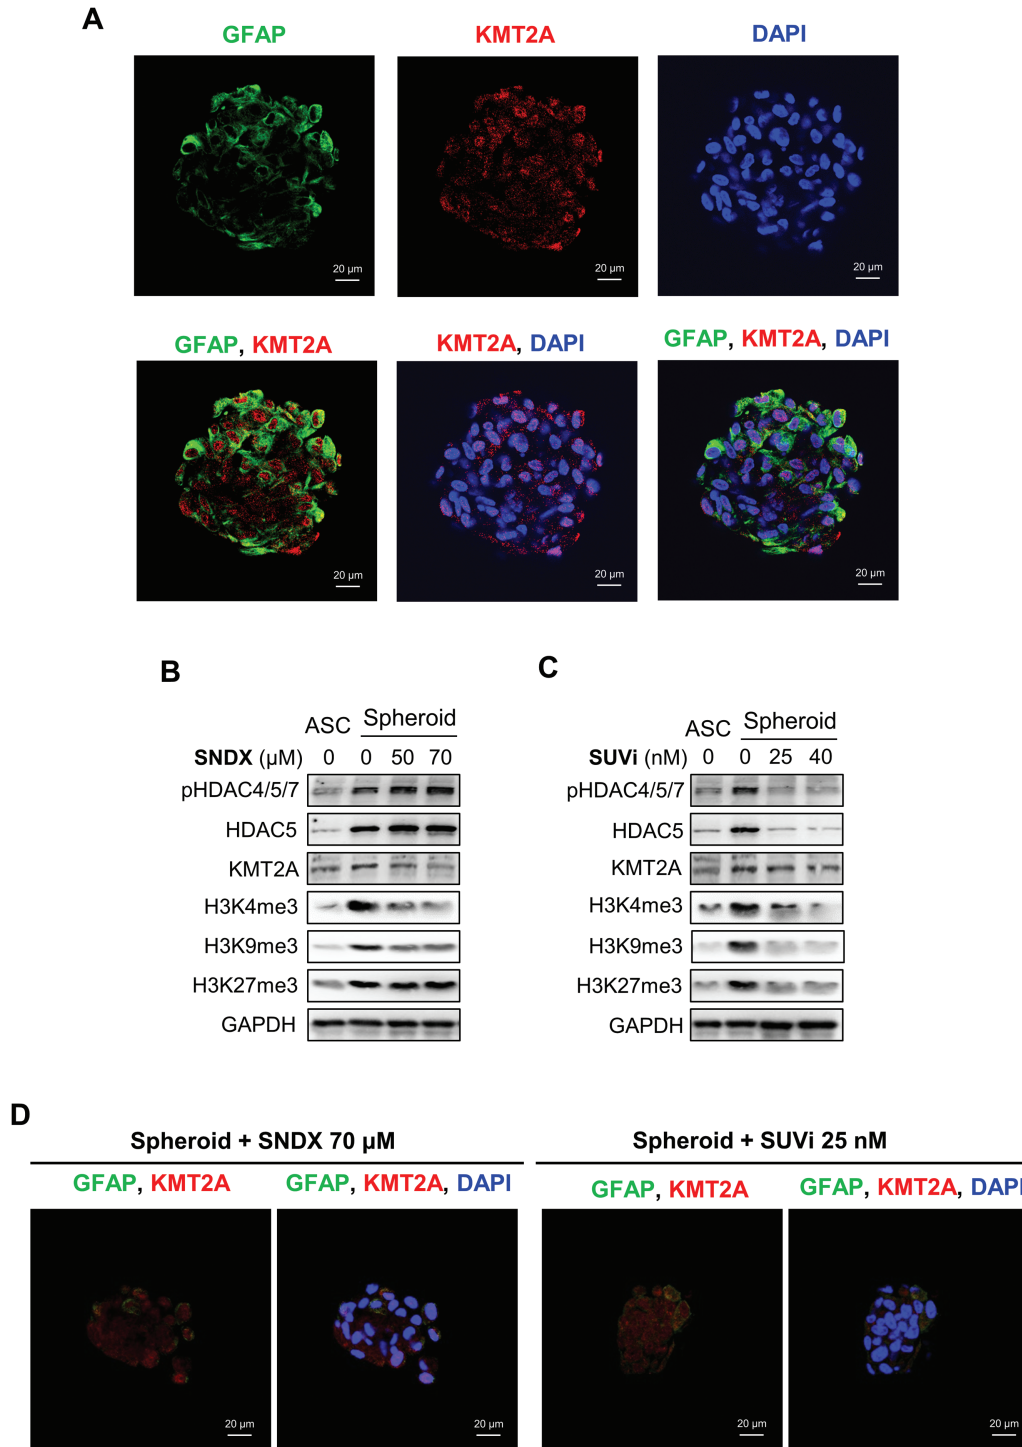 A
GFAP
KMT2A
DAPI
20 µm
20 µm
20 µm
GFAP, KMT2A
KMT2A, DAPI
GFAP, KMT2A, DAPI
20 µm
20 µm
20 µm
B
ASC
Spheroid
SNDX (µM) 0 0 50 70
pHDAC4/5/7
HDAC5
KMT2A
H3K4me3
H3K9me3
H3K27me3
GAPDH
C
ASC
Spheroid
SUVi (nM) 0 0 25 40
pHDAC4/5/7
HDAC5
KMT2A
H3K4me3
H3K9me3
H3K27me3
GAPDH
D
Spheroid + SNDX 70 µM
Spheroid + SUVi 25 nM
GFAP, KMT2A
GFAP, KMT2A, DAPI
GFAP, KMT2A
GFAP, KMT2A, DAPI
20 µm
20 µm
20 µm
20 µm